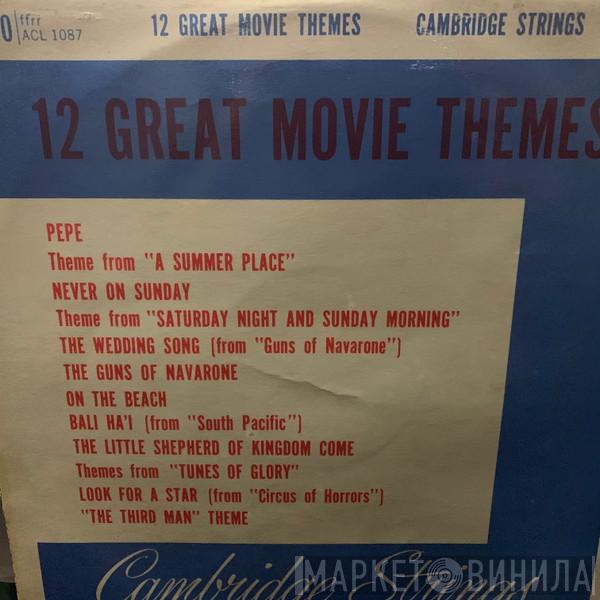 0 ffrr
ACL 1087
12 GREAT MOVIE THEMES
CAMBRIDGE STRINGS
12 GREAT MOVIE THEMES
PEPE
Theme from "A SUMMER PLACE"
NEVER ON SUNDAY
Theme from "SATURDAY NIGHT AND SUNDAY MORNING"
THE WEDDING SONG (from "Guns of Navarone")
THE GUNS OF NAVARONE
ON THE BEACH
BALI HA'I (from "South Pacific")
THE LITTLE SHEPHERD OF KINGDOM COME
Themes from "TUNES OF GLORY"
LOOK FOR A STAR (from "Circus of Horrors")
"THE THIRD MAN" THEME
Cambridge Strings
МАРКЕТ ВИНИЛА